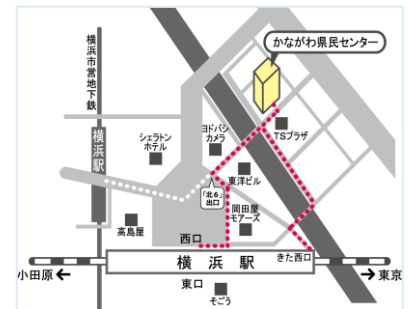 かながわ県民センター
横浜市営地下鉄
横浜駅
シェラトン
ホテル
ヨドバシ
カメラ
TSプラザ
東洋ビル
「北6」
出口
岡田屋
モアーズ
高島屋
西口
きた西口
横浜駅
小田原
東京
東口
そごう